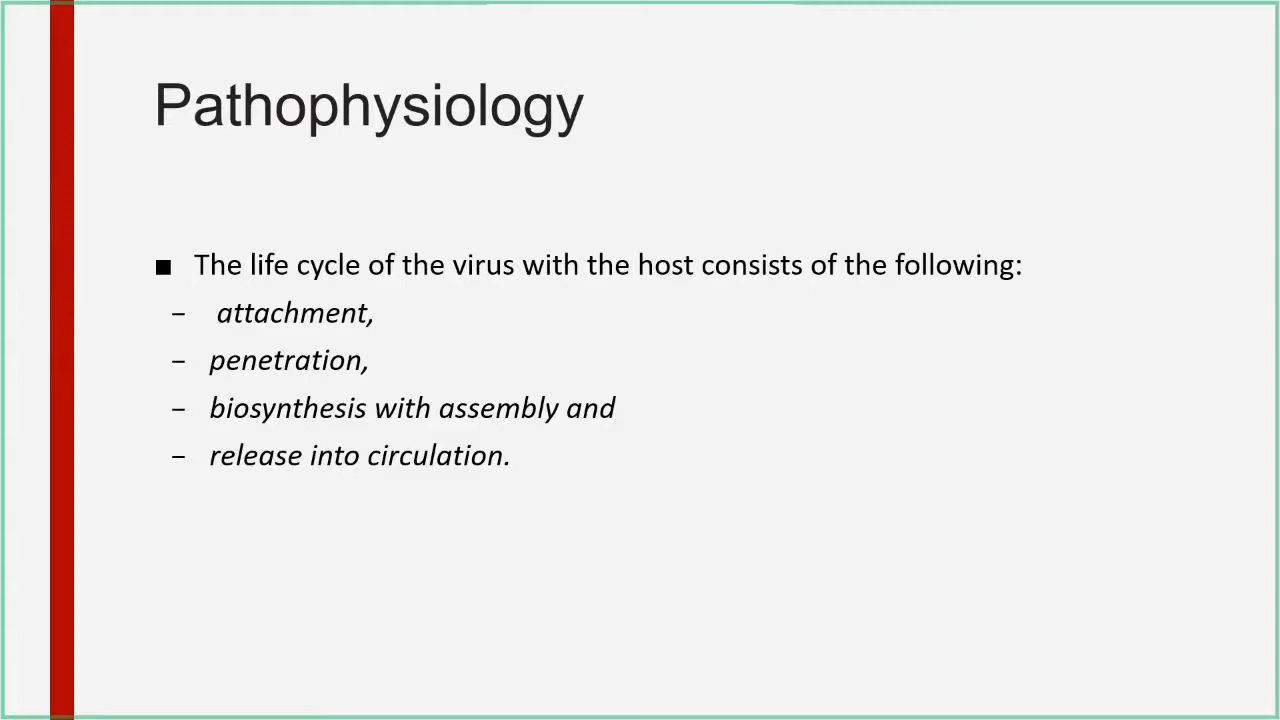 Pathophysiology
■ The life cycle of the virus with the host consists of the following:
– attachment,
– penetration,
– biosynthesis with assembly and
– release into circulation.